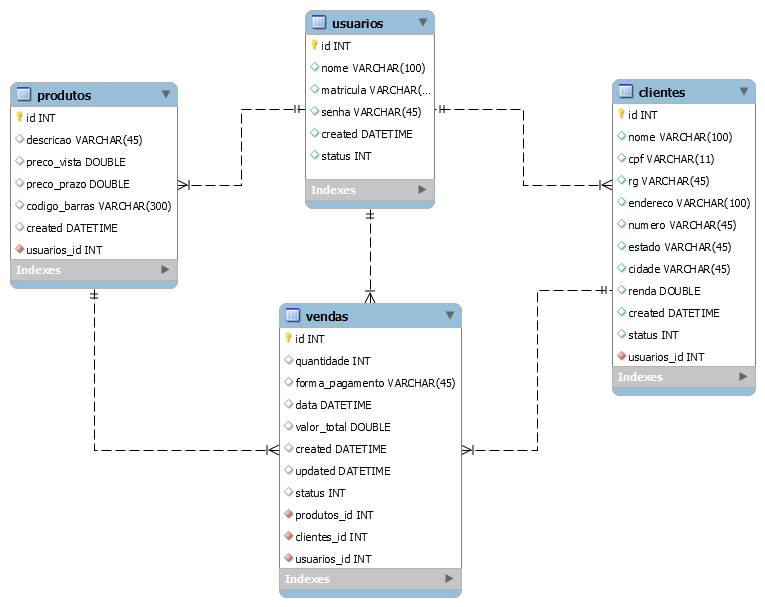 usuarios
id INT
nome VARCHAR(100)
matricula VARCHAR(...
senha VARCHAR(45)
created DATETIME
status INT
Indexes
produtos
id INT
descricao VARCHAR(45)
preco_vista DOUBLE
preco_prazo DOUBLE
codigo_barras VARCHAR(300)
created DATETIME
usuarios_id INT
Indexes
clientes
id INT
nome VARCHAR(100)
cpf VARCHAR(11)
rg VARCHAR(45)
endereco VARCHAR(100)
numero VARCHAR(45)
estado VARCHAR(45)
cidade VARCHAR(45)
renda DOUBLE
created DATETIME
status INT
usuarios_id INT
Indexes
vendas
id INT
quantidade INT
forma_pagamento VARCHAR(45)
data DATETIME
valor_total DOUBLE
created DATETIME
updated DATETIME
status INT
produtos_id INT
clientes_id INT
usuarios_id INT
Indexes